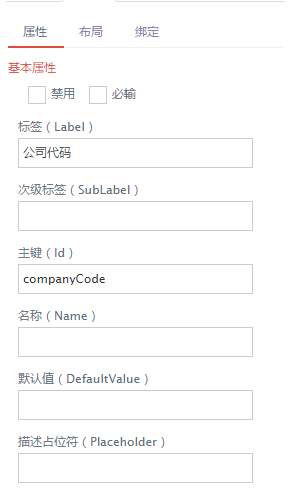 属性 布局 绑定
基本属性
禁用 必输
标签（Label）
公司代码
次级标签（SubLabel）
主键（Id）
companyCode
名称（Name）
默认值（DefaultValue）
描述占位符（Placeholder）